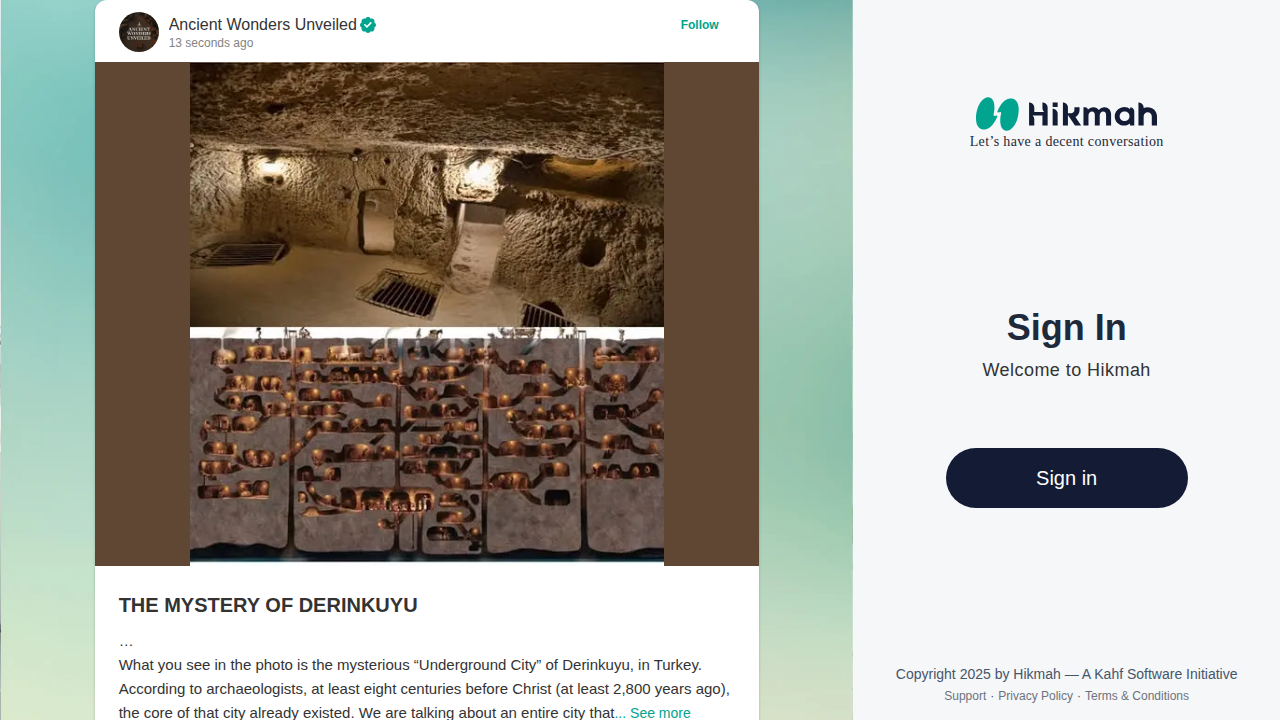 Ancient Wonders Unveiled
Follow
13 seconds ago
THE MYSTERY OF DERINKUYU
…
What you see in the photo is the mysterious “Underground City” of Derinkuyu, in Turkey.
According to archaeologists, at least eight centuries before Christ (at least 2,800 years ago),
the core of that city already existed. We are talking about an entire city that... See more
Hikmah
Let’s have a decent conversation
Sign In
Welcome to Hikmah
Sign in
Copyright 2025 by Hikmah — A Kahf Software Initiative
Support · Privacy Policy · Terms & Conditions